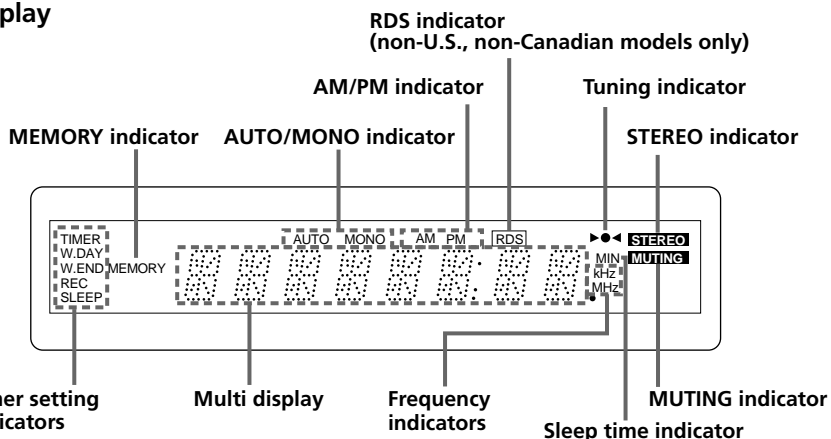 play
RDS indicator
(non-U.S., non-Canadian models only)
AM/PM indicator
Tuning indicator
MEMORY indicator
AUTO/MONO indicator
STEREO indicator
TIMER
W.DAY
W.END
REC
SLEEP
MEMORY
AUTO MONO
AM PM
RDS
STEREO
MIN
MUTING
kHz
MHz
ner setting
dicators
Multi display
Frequency
indicators
MUTING indicator
Sleep time indicator